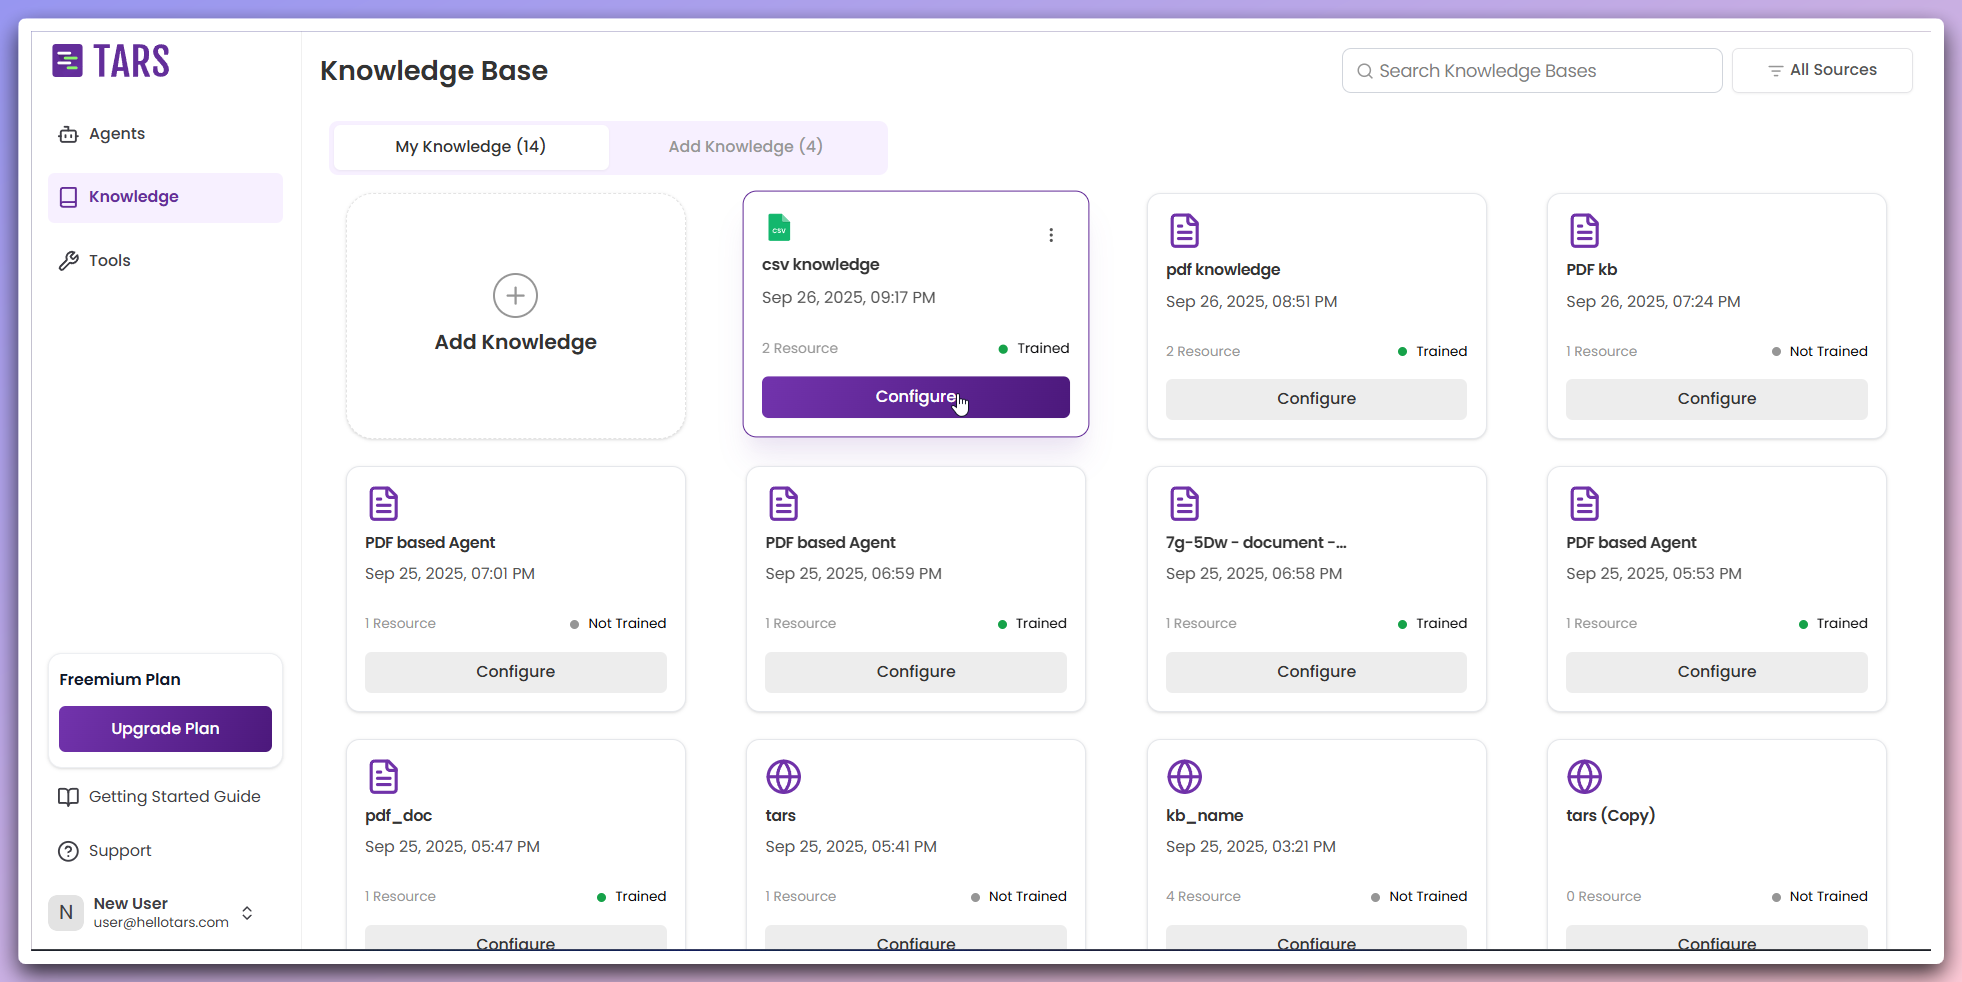 TARS
Agents
Knowledge
Tools
Freemium Plan
Upgrade Plan
Getting Started Guide
Support
N
New User
user@hellotars.com
Knowledge Base
Search Knowledge Bases
All Sources
My Knowledge (14)
Add Knowledge (4)
Add Knowledge
csv
csv knowledge
Sep 26, 2025, 09:17 PM
2 Resource
Trained
Configure
pdf knowledge
Sep 26, 2025, 08:51 PM
2 Resource
Trained
Configure
PDF kb
Sep 26, 2025, 07:24 PM
1 Resource
Not Trained
Configure
PDF based Agent
Sep 25, 2025, 07:01 PM
1 Resource
Not Trained
Configure
PDF based Agent
Sep 25, 2025, 06:59 PM
1 Resource
Trained
Configure
7g-5Dw - document -...
Sep 25, 2025, 06:58 PM
1 Resource
Trained
Configure
PDF based Agent
Sep 25, 2025, 05:53 PM
1 Resource
Trained
Configure
pdf_doc
Sep 25, 2025, 05:47 PM
1 Resource
Trained
Configure
tars
Sep 25, 2025, 05:41 PM
1 Resource
Not Trained
Configure
kb_name
Sep 25, 2025, 03:21 PM
4 Resource
Not Trained
Configure
tars (Copy)
0 Resource
Not Trained
Configure